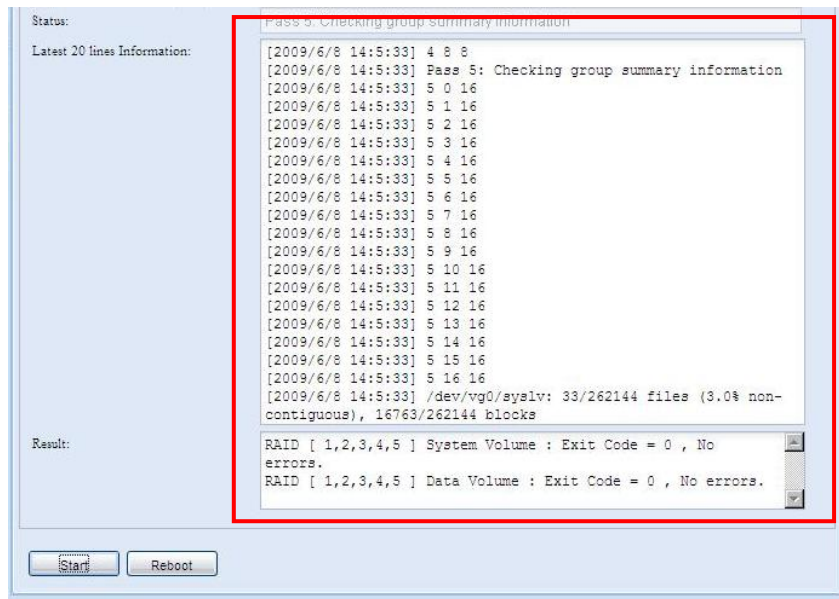 Status:
Pass 5: Checking group summary information
Latest 20 lines Information:
[2009/6/8 14:5:33] 4 8 8
[2009/6/8 14:5:33] Pass 5: Checking group summary information
[2009/6/8 14:5:33] 5 0 16
[2009/6/8 14:5:33] 5 1 16
[2009/6/8 14:5:33] 5 2 16
[2009/6/8 14:5:33] 5 3 16
[2009/6/8 14:5:33] 5 4 16
[2009/6/8 14:5:33] 5 5 16
[2009/6/8 14:5:33] 5 6 16
[2009/6/8 14:5:33] 5 7 16
[2009/6/8 14:5:33] 5 8 16
[2009/6/8 14:5:33] 5 9 16
[2009/6/8 14:5:33] 5 10 16
[2009/6/8 14:5:33] 5 11 16
[2009/6/8 14:5:33] 5 12 16
[2009/6/8 14:5:33] 5 13 16
[2009/6/8 14:5:33] 5 14 16
[2009/6/8 14:5:33] 5 15 16
[2009/6/8 14:5:33] 5 16 16
[2009/6/8 14:5:33] /dev/vg0/syslv: 33/262144 files (3.0% non-
contiguous), 16763/262144 blocks
Result:
RAID [ 1,2,3,4,5 ] System Volume : Exit Code = 0 , No
errors.
RAID [ 1,2,3,4,5 ] Data Volume : Exit Code = 0 , No errors.
Start
Reboot